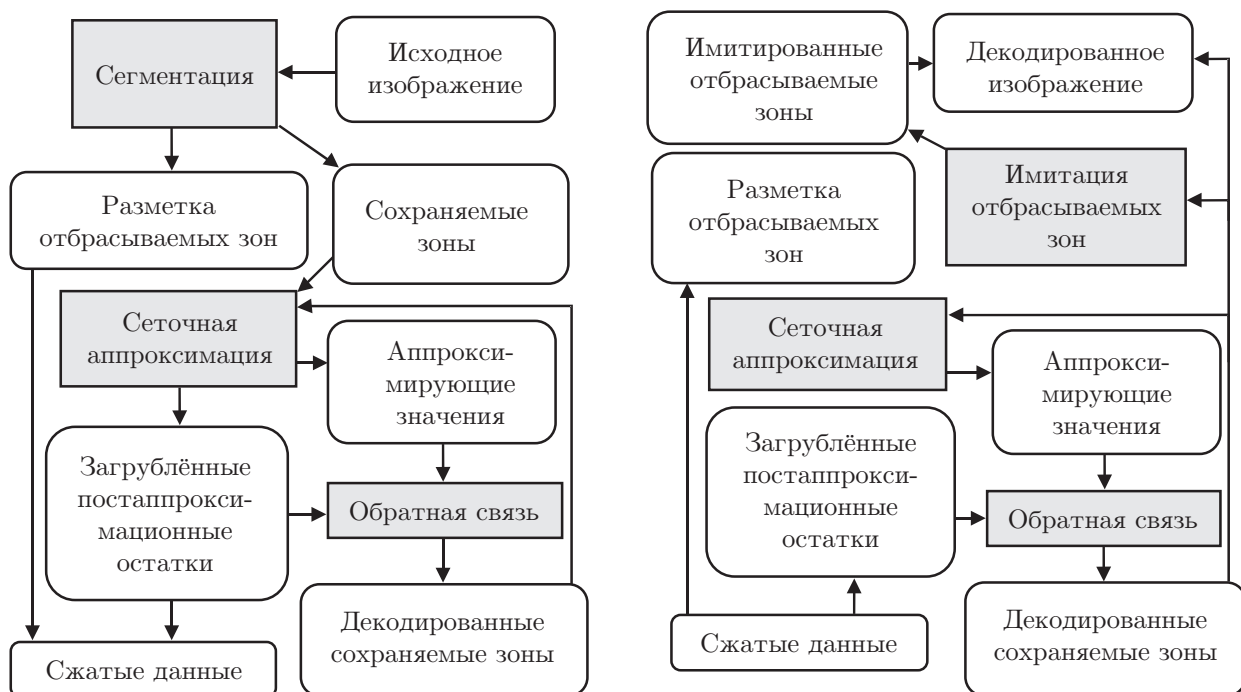 Сегментация
Исходное
изображение
Разметка
отбрасываемых зон
Сохраняемые
зоны
Сеточная
аппроксимация
Аппрокси-
мирующие
значения
Загрублённые
постаппрокси-
мационные
остатки
Обратная связь
Сжатые данные
Декодированные
сохраняемые зоны
Имитированные
отбрасываемые
зоны
Декодированное
изображение
Разметка
отбрасываемых
зон
Имитация
отбрасываемых
зон
Сеточная
аппроксимация
Аппрокси-
мирующие
значения
Загрублённые
постаппрокси-
мационные
остатки
Обратная связь
Сжатые данные
Декодированные
сохраняемые зоны